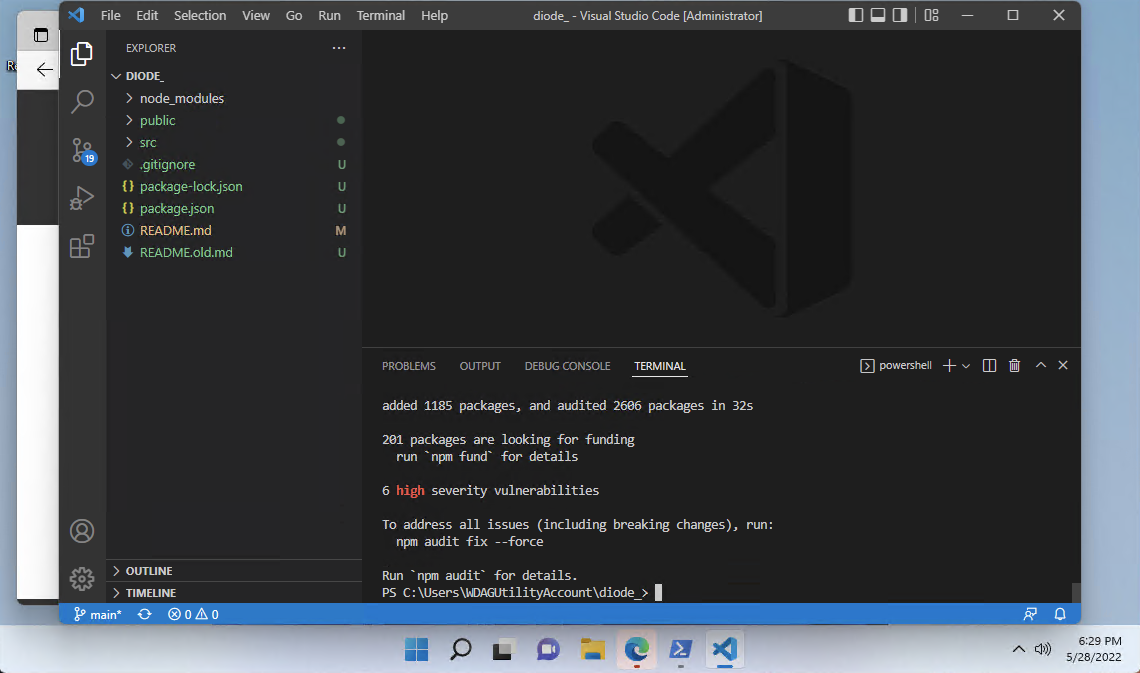 File Edit Selection View Go Run Terminal Help diode_ - Visual Studio Code [Administrator]
EXPLORER ···
DIODE_
node_modules
public
src
.gitignore U
{} package-lock.json U
{} package.json U
README.md M
README.old.md U
19
OUTLINE
TIMELINE
PROBLEMS OUTPUT DEBUG CONSOLE TERMINAL powershell
added 1185 packages, and audited 2606 packages in 32s
201 packages are looking for funding
run `npm fund` for details
6 high severity vulnerabilities
To address all issues (including breaking changes), run:
npm audit fix --force
Run `npm audit` for details.
PS C:\Users\WDAGUtilityAccount\diode_>
main* 0 0
6:29 PM
5/28/2022